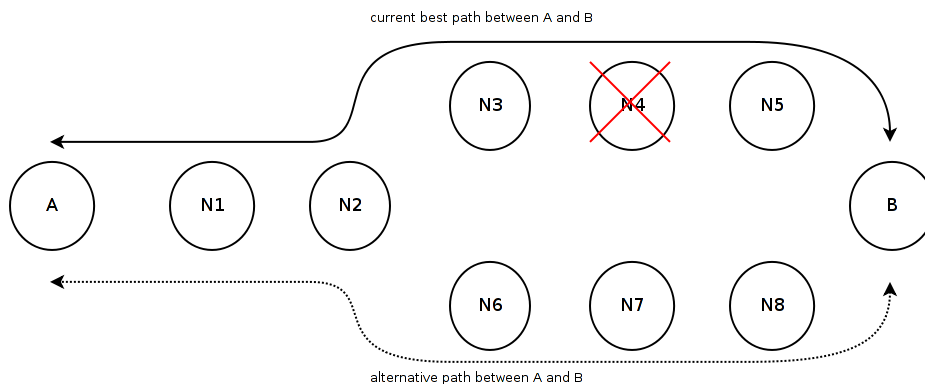 current best path between A and B
N3 N4 N5
A N1 N2 B
N6 N7 N8
alternative path between A and B